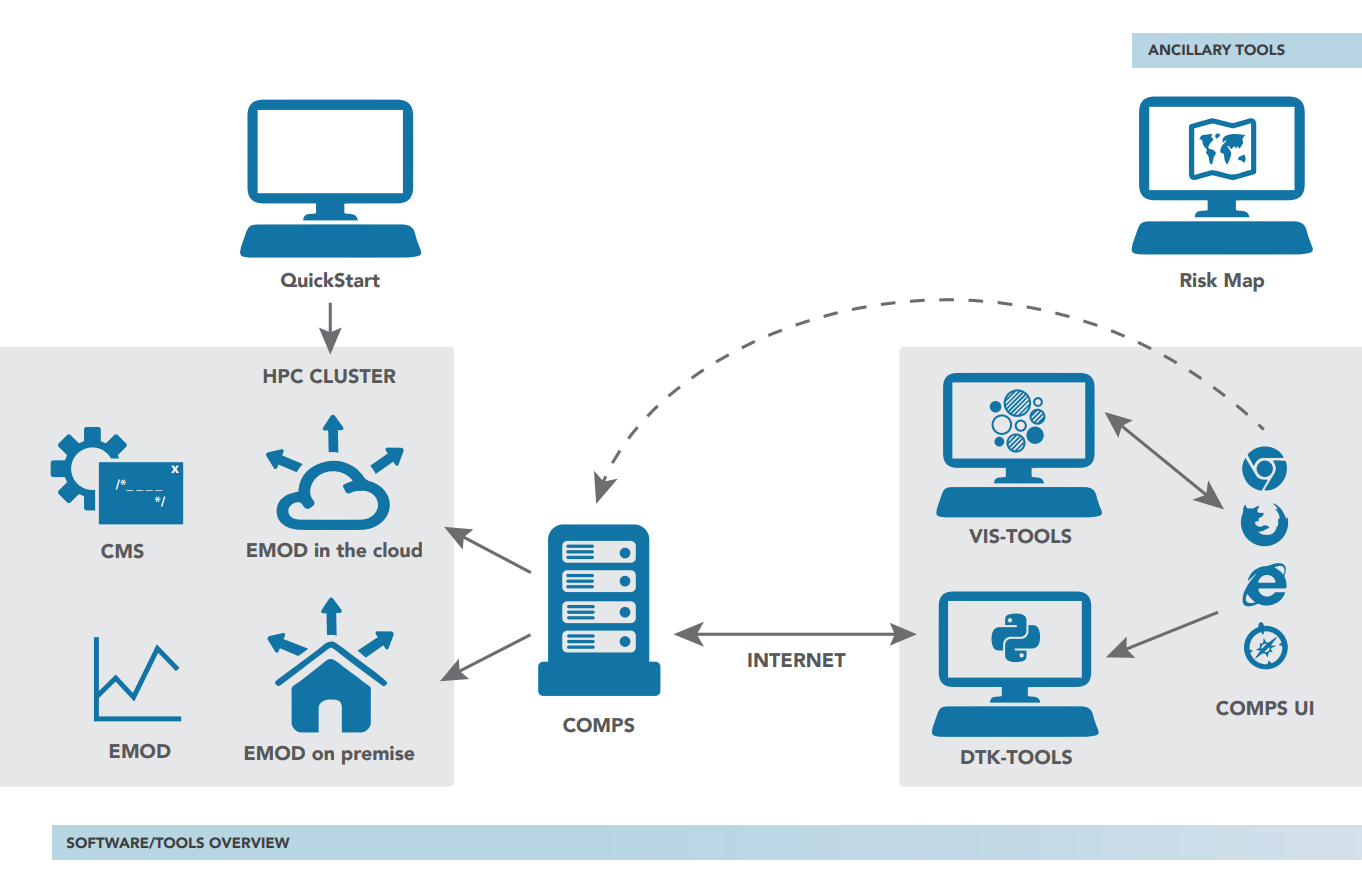 ANCILLARY TOOLS
QuickStart
Risk Map
HPC CLUSTER
x
/*_ _ _ _
*/
CMS
EMOD in the cloud
VIS-TOOLS
INTERNET
COMPS UI
COMPS
EMOD
EMOD on premise
DTK-TOOLS
SOFTWARE/TOOLS OVERVIEW